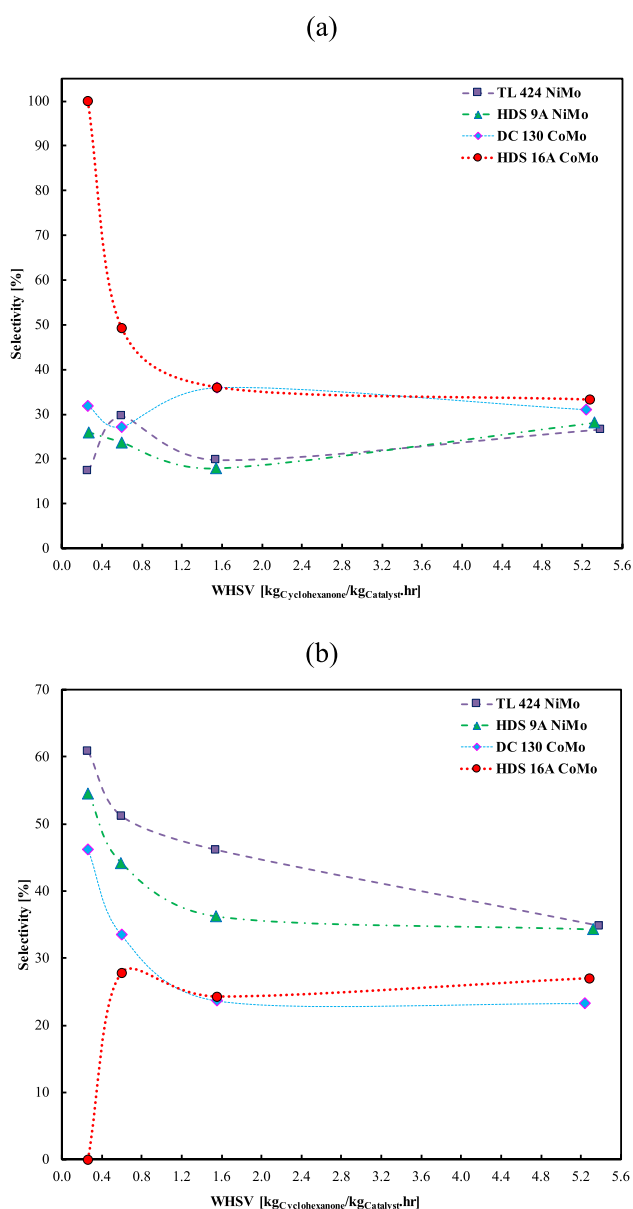 (a)
TL 424 NiMo
HDS 9A NiMo
DC 130 CoMo
HDS 16A CoMo
100
90
80
70
60
50
40
30
20
10
0
Selectivity [%]
0.0 0.4 0.8 1.2 1.6 2.0 2.4 2.8 3.2 3.6 4.0 4.4 4.8 5.2 5.6
WHSV [kgCyclohexanone/kgCatalyst.hr]
(b)
TL 424 NiMo
HDS 9A NiMo
DC 130 CoMo
HDS 16A CoMo
70
60
50
40
30
20
10
0
Selectivity [%]
0.0 0.4 0.8 1.2 1.6 2.0 2.4 2.8 3.2 3.6 4.0 4.4 4.8 5.2 5.6
WHSV [kgCyclohexanone/kgCatalyst.hr]